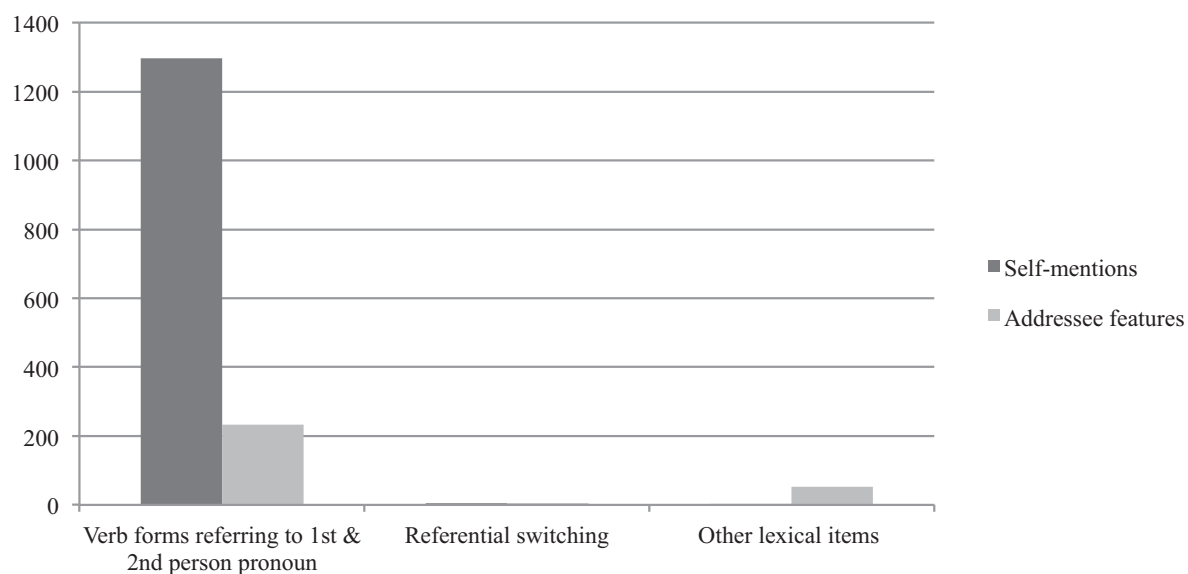 1400
1200
1000
800
600
400
200
0
Verb forms referring to 1st &
2nd person pronoun
Referential switching
Other lexical items
Self-mentions
Addressee features